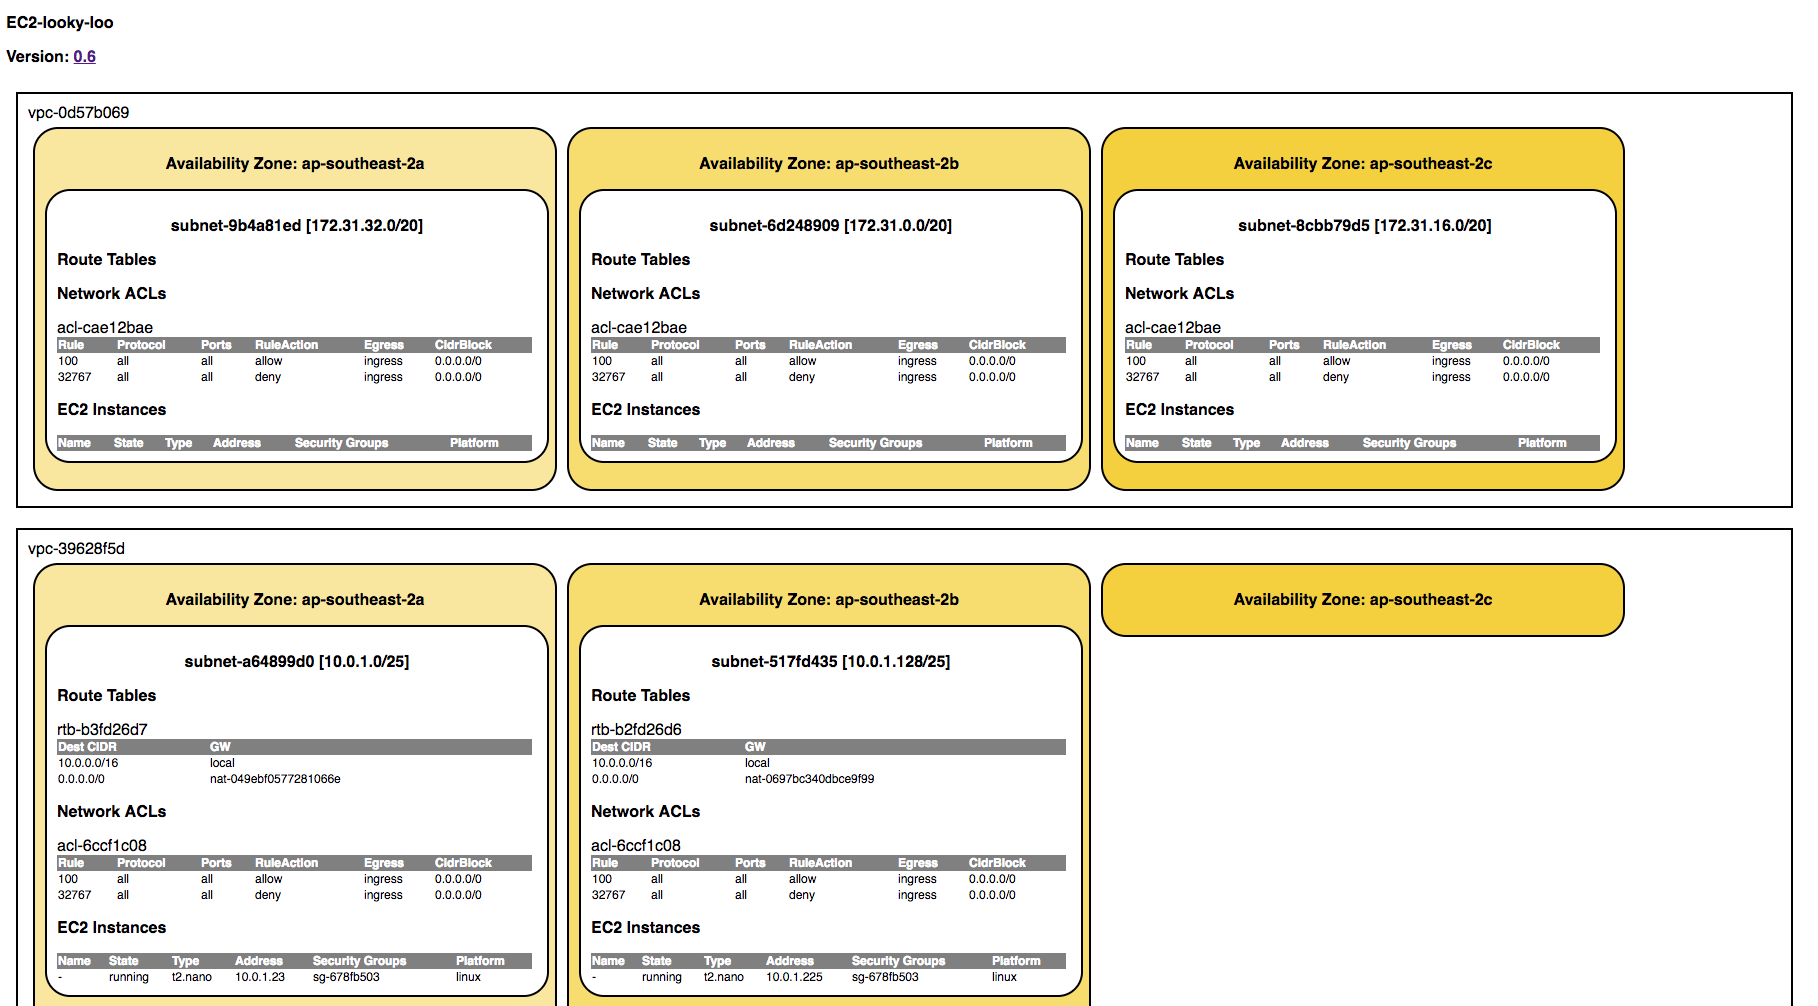 EC2-looky-loo
Version: 0.6
vpc-0d57b069
Availability Zone: ap-southeast-2a
subnet-9b4a81ed [172.31.32.0/20]
Route Tables
Network ACLs
acl-cae12bae
Rule Protocol Ports RuleAction Egress CidrBlock
100 all all allow ingress 0.0.0.0/0
32767 all all deny ingress 0.0.0.0/0
EC2 Instances
Name State Type Address Security Groups Platform
Availability Zone: ap-southeast-2b
subnet-6d248909 [172.31.0.0/20]
Route Tables
Network ACLs
acl-cae12bae
Rule Protocol Ports RuleAction Egress CidrBlock
100 all all allow ingress 0.0.0.0/0
32767 all all deny ingress 0.0.0.0/0
EC2 Instances
Name State Type Address Security Groups Platform
Availability Zone: ap-southeast-2c
subnet-8cbb79d5 [172.31.16.0/20]
Route Tables
Network ACLs
acl-cae12bae
Rule Protocol Ports RuleAction Egress CidrBlock
100 all all allow ingress 0.0.0.0/0
32767 all all deny ingress 0.0.0.0/0
EC2 Instances
Name State Type Address Security Groups Platform
vpc-39628f5d
Availability Zone: ap-southeast-2a
subnet-a64899d0 [10.0.1.0/25]
Route Tables
rtb-b3fd26d7
Dest CIDR GW
10.0.0.0/16 local
0.0.0.0/0 nat-049ebf0577281066e
Network ACLs
acl-6ccf1c08
Rule Protocol Ports RuleAction Egress CidrBlock
100 all all allow ingress 0.0.0.0/0
32767 all all deny ingress 0.0.0.0/0
EC2 Instances
Name State Type Address Security Groups Platform
- running t2.nano 10.0.1.23 sg-678fb503 linux
Availability Zone: ap-southeast-2b
subnet-517fd435 [10.0.1.128/25]
Route Tables
rtb-b2fd26d6
Dest CIDR GW
10.0.0.0/16 local
0.0.0.0/0 nat-0697bc340dbce9f99
Network ACLs
acl-6ccf1c08
Rule Protocol Ports RuleAction Egress CidrBlock
100 all all allow ingress 0.0.0.0/0
32767 all all deny ingress 0.0.0.0/0
EC2 Instances
Name State Type Address Security Groups Platform
- running t2.nano 10.0.1.225 sg-678fb503 linux
Availability Zone: ap-southeast-2c